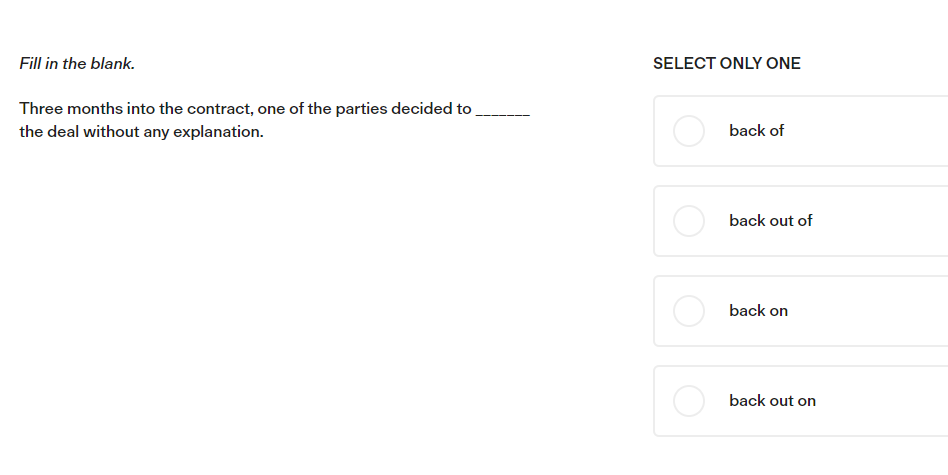 Fill in the blank.
Three months into the contract, one of the parties decided to _______
the deal without any explanation.
SELECT ONLY ONE
back of
back out of
back on
back out on